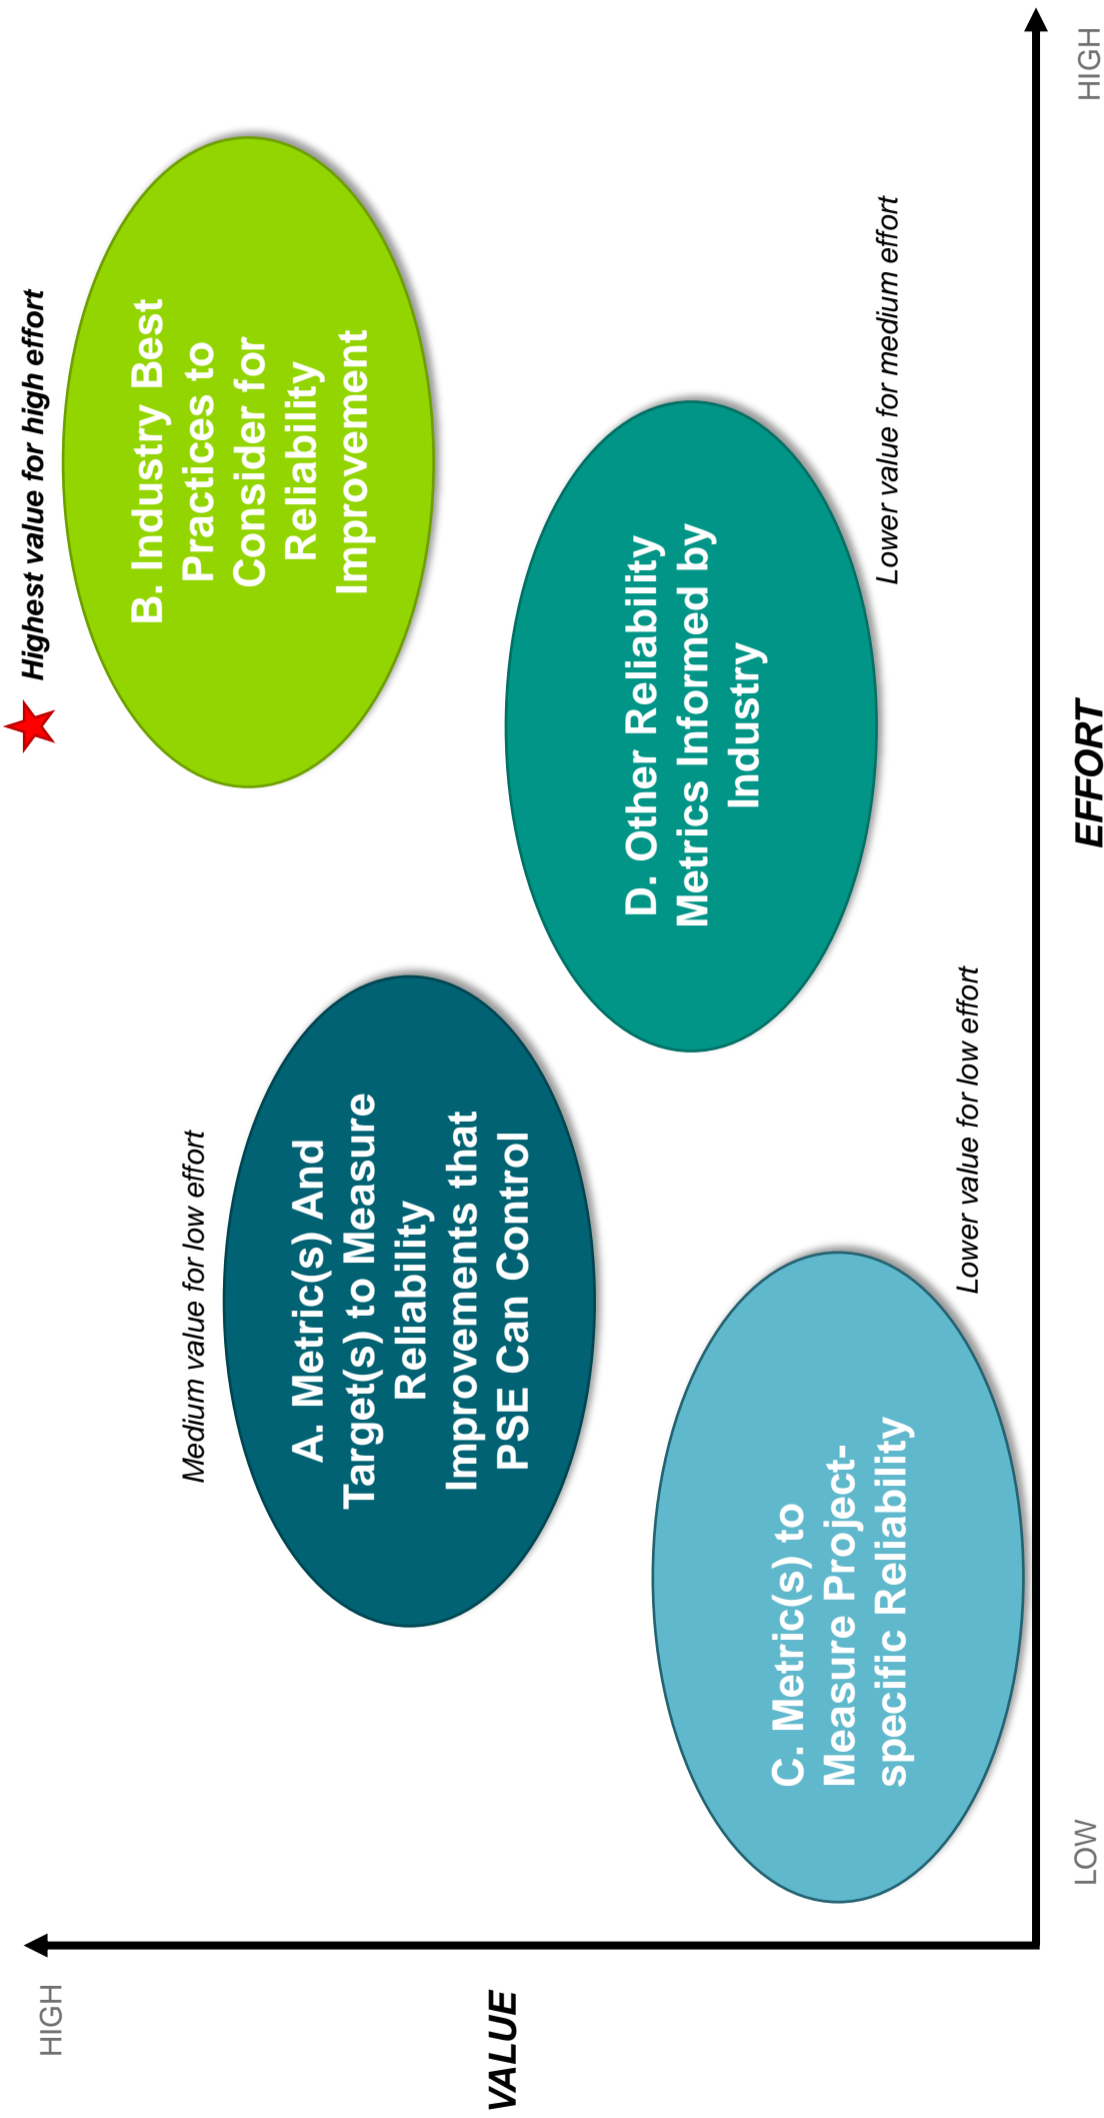 Highest value for high effort
HIGH
B. Industry Best
Practices to
Consider for
Reliability
Improvement
Medium value for low effort
A. Metric(s) And
Target(s) to Measure
Reliability
Improvements that
PSE Can Control
VALUE
D. Other Reliability
Metrics Informed by
Industry
Lower value for medium effort
C. Metric(s) to
Measure Project-
specific Reliability
Lower value for low effort
LOW
EFFORT
HIGH